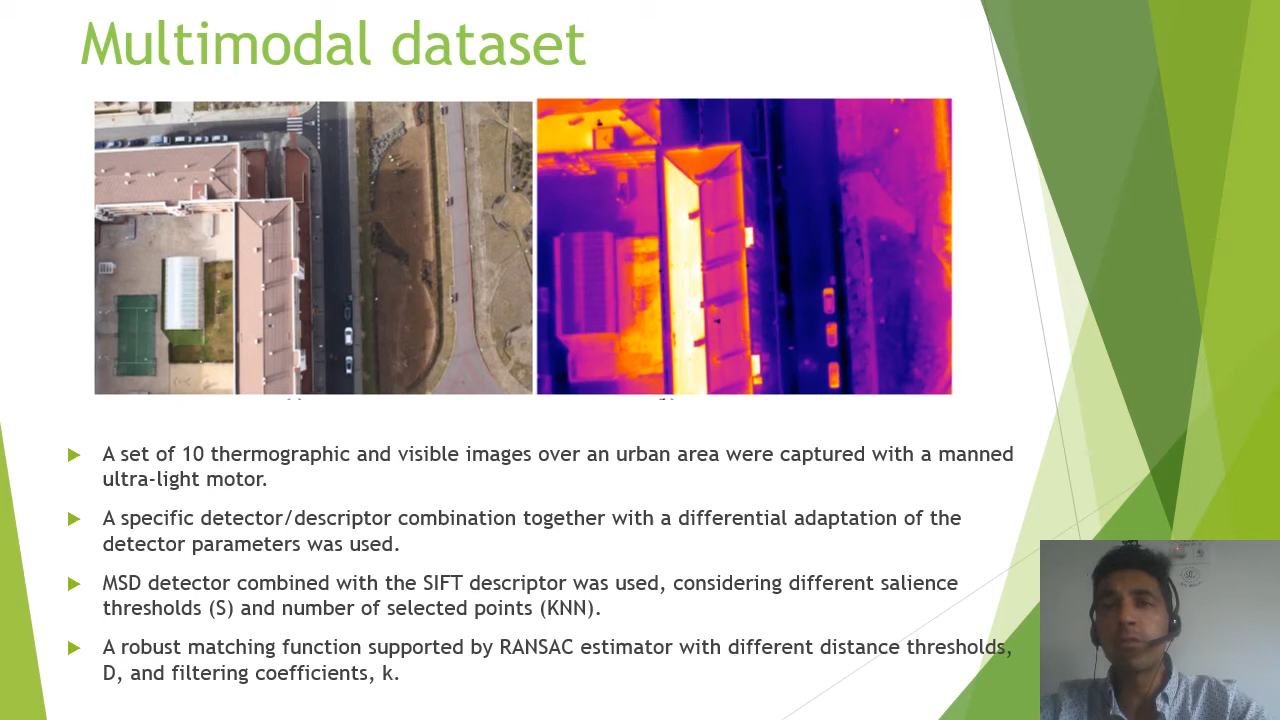 Multimodal dataset
A set of 10 thermographic and visible images over an urban area were captured with a manned
ultra-light motor.
A specific detector/descriptor combination together with a differential adaptation of the
detector parameters was used.
MSD detector combined with the SIFT descriptor was used, considering different salience
thresholds (S) and number of selected points (KNN).
A robust matching function supported by RANSAC estimator with different distance thresholds,
D, and filtering coefficients, k.